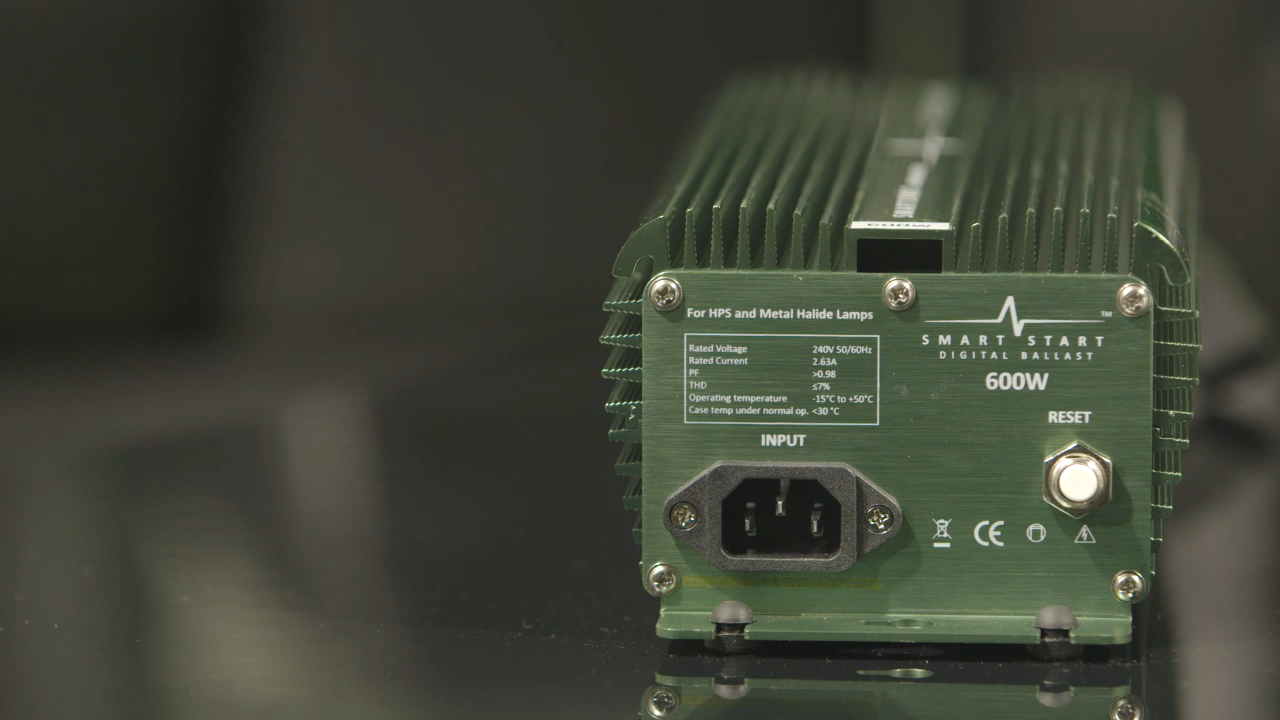 600W
For HPS and Metal Halide Lamps
Rated Voltage 240V 50/60Hz
Rated Current 2.63A
PF >0.98
THD ≤7%
Operating temperature -15°C to +50°C
Case temp under normal op. <30 °C
INPUT
™
SMART START
DIGITAL BALLAST
600W
RESET
CE